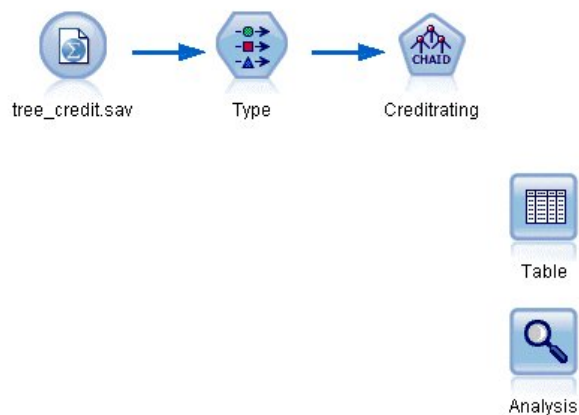 tree_credit.sav
Type
CHAID
Creditrating
Table
Analysis